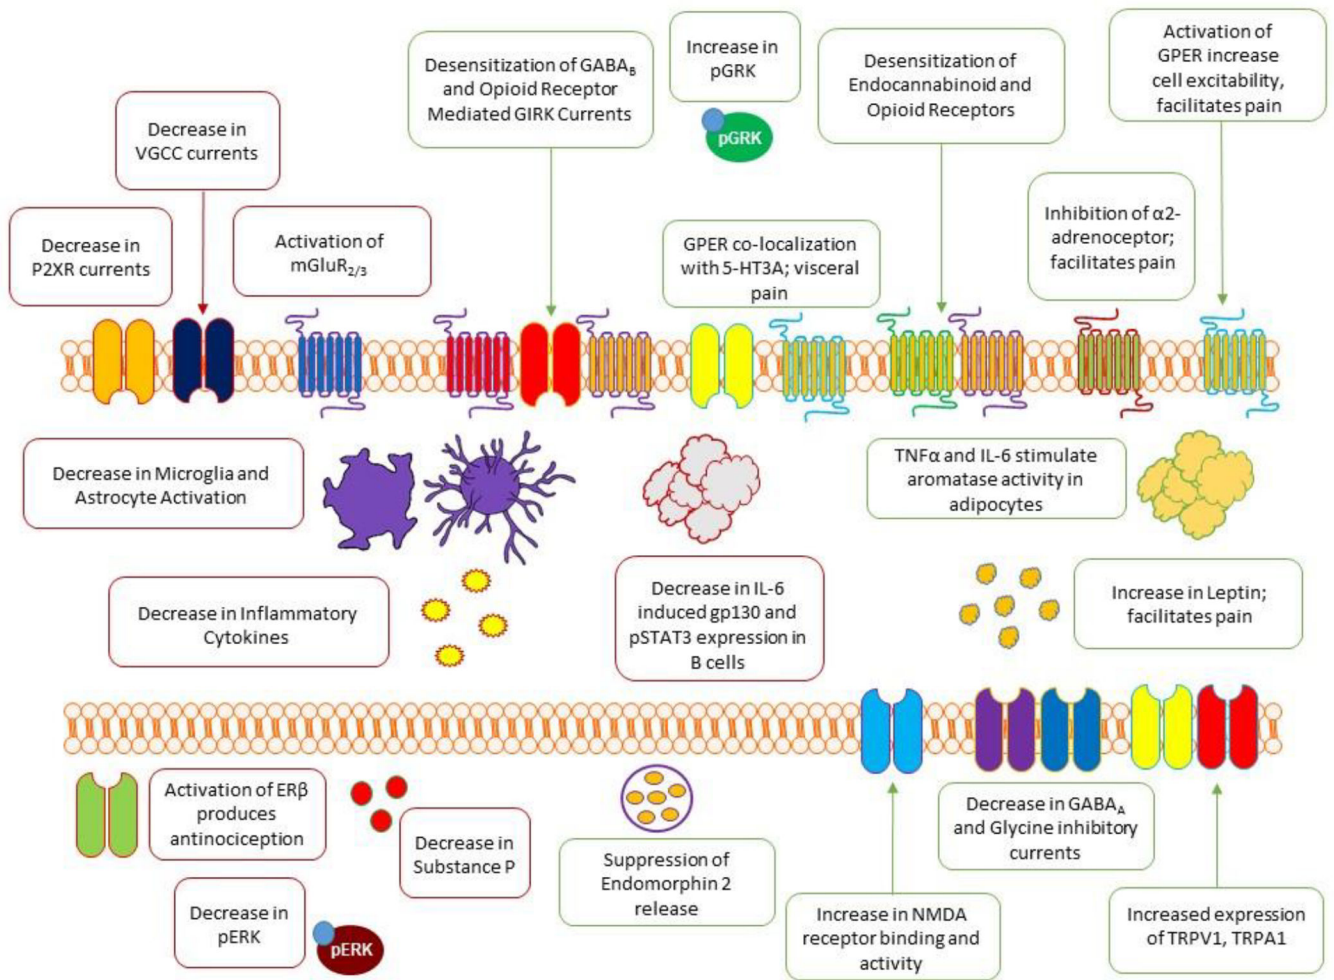 Activation of
GPER increase
cell excitability,
facilitates pain
Increase in
pGRK
Desensitization of GABAB
and Opioid Receptor
Mediated GIRK Currents
Desensitization of
Endocannabinoid and
Opioid Receptors
Decrease in
VGCC currents
pGRK
Decrease in
P2XR currents
Activation of
mGluR2/3
GPER co-localization
with 5-HT3A; visceral
pain
Inhibition of α2-
adrenoceptor;
facilitates pain
Decrease in Microglia and
Astrocyte Activation
TNFα and IL-6 stimulate
aromatase activity in
adipocytes
Decrease in Inflammatory
Cytokines
Decrease in IL-6
induced gp130 and
pSTAT3 expression in
B cells
Increase in Leptin;
facilitates pain
Activation of ERβ
produces
antinociception
Decrease in
Substance P
Suppression of
Endomorphin 2
release
Decrease in GABAA
and Glycine inhibitory
currents
Decrease in
pERK
pERK
Increase in NMDA
receptor binding and
activity
Increased expression
of TRPV1, TRPA1